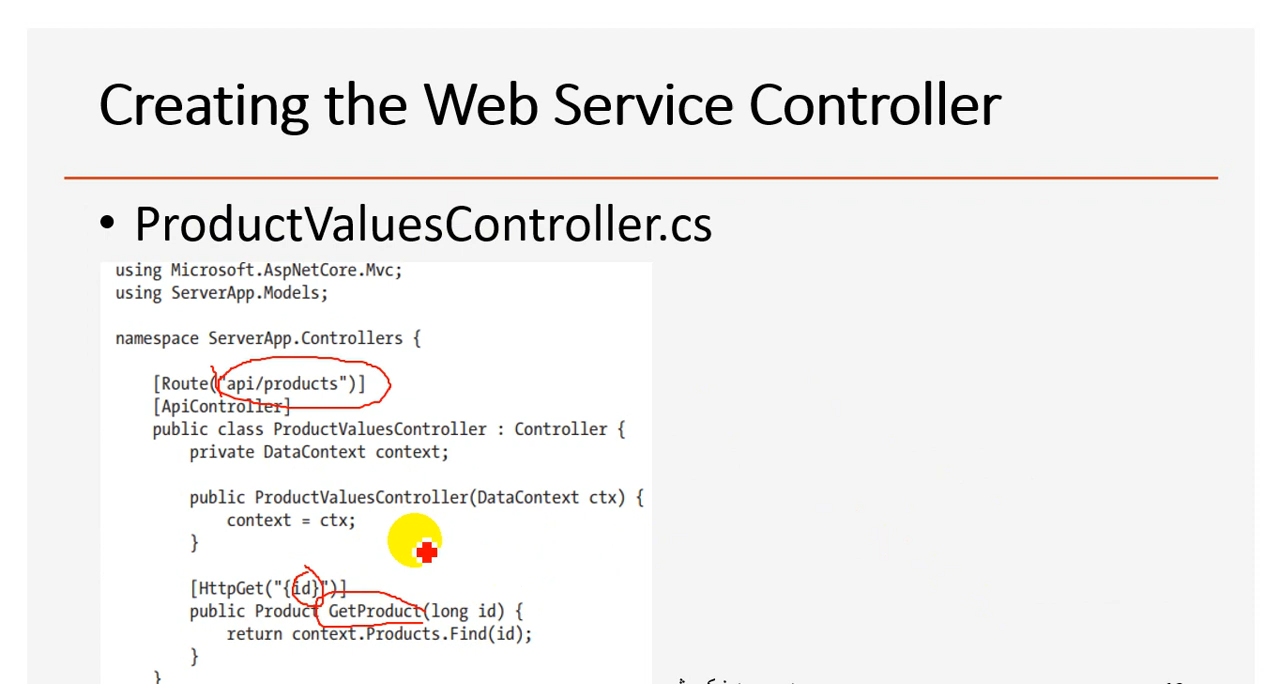 Creating the Web Service Controller
• ProductValuesController.cs
using Microsoft.AspNetCore.Mvc;
using ServerApp.Models;
namespace ServerApp.Controllers {
[Route("api/products")]
[ApiController]
public class ProductValuesController : Controller {
private DataContext context;
public ProductValuesController(DataContext ctx) {
context = ctx;
}
[HttpGet("{id}")]
public Product GetProduct(long id) {
return context.Products.Find(id);
}
}